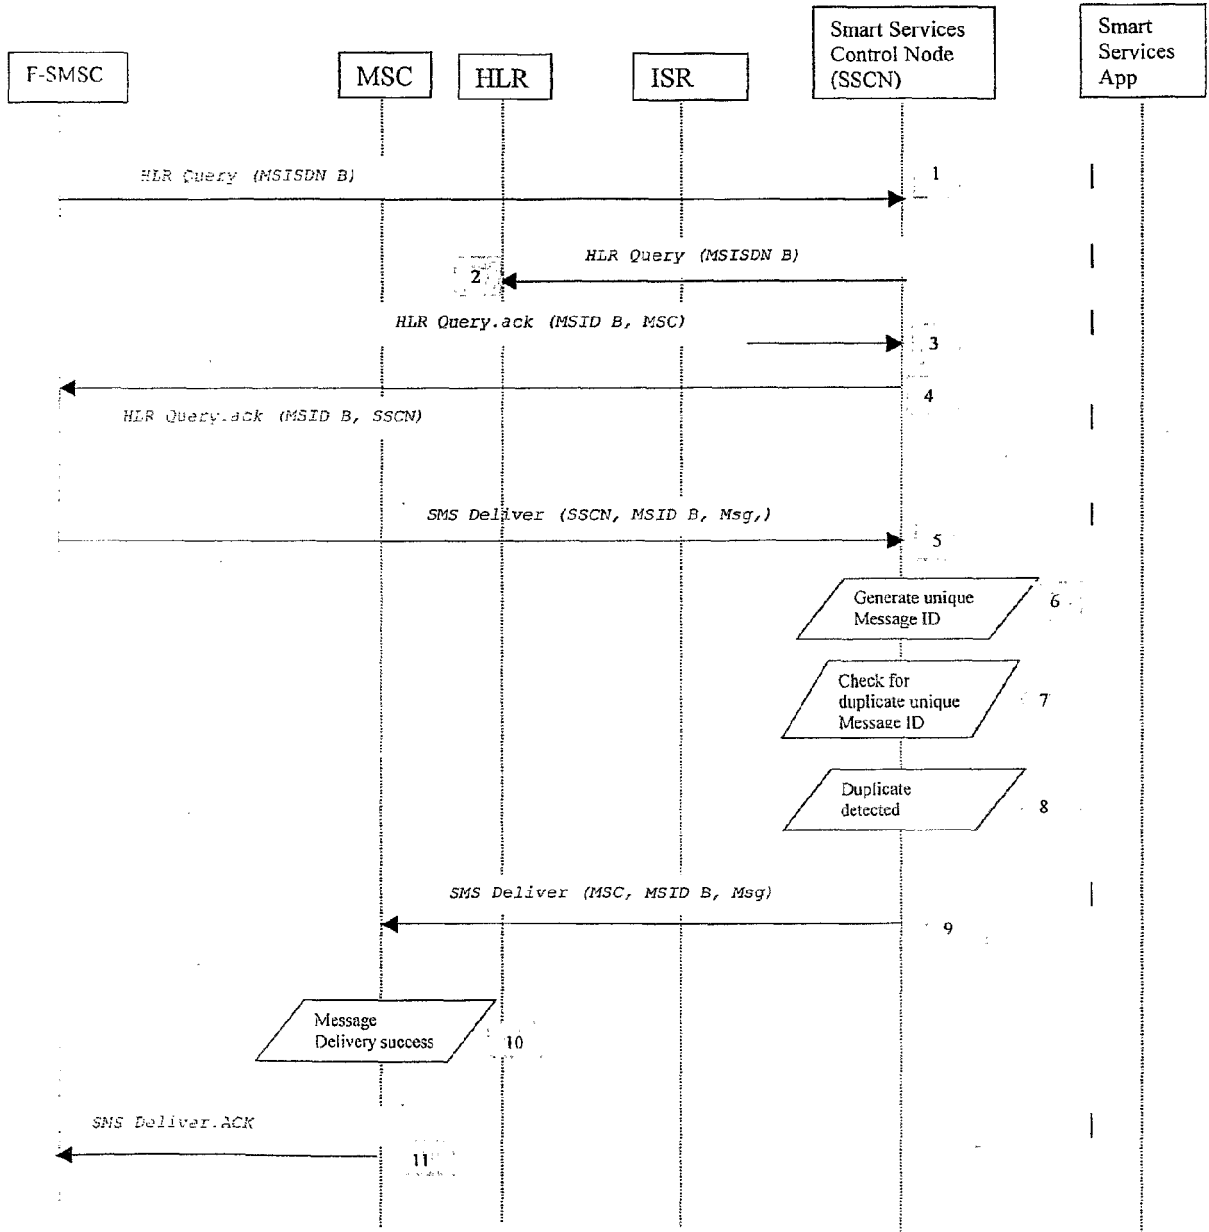 F-SMSC
MSC
HLR
ISR
Smart Services
Control Node
(SSCN)
Smart
Services
App
HLR Query (MSISDN B)
1
HLR Query (MSISDN B)
2
HLR Query.ack (MSID B, MSC)
3
4
HLR Query.ack (MSID B, SSCN)
SMS Deliver (SSCN, MSID B, Msg,)
5
Generate unique
Message ID
6
Check for
duplicate unique
Message ID
7
Duplicate
detected
8
SMS Deliver (MSC, MSID B, Msg)
9
Message
Delivery success
10
SMS Deliver.ACK
11